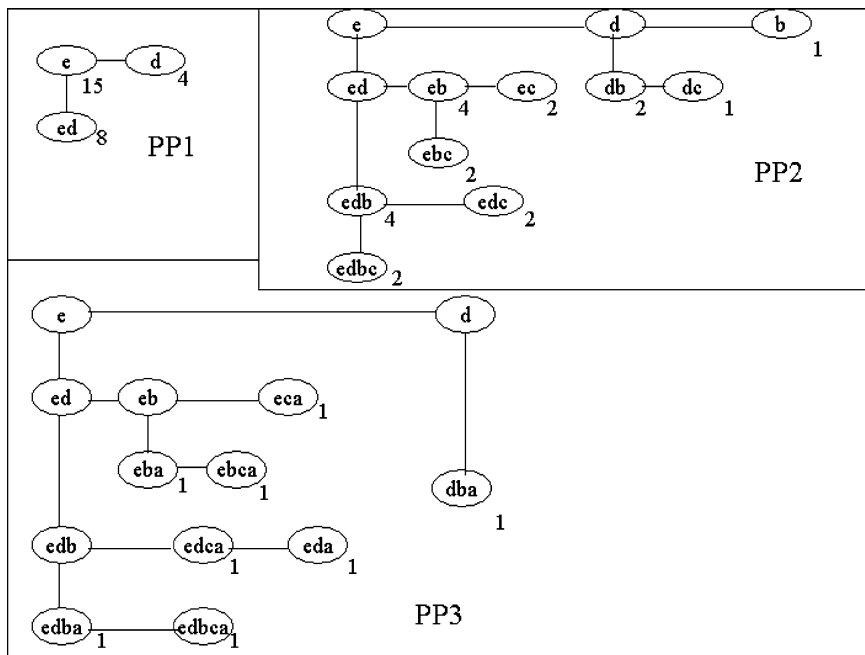 e d
15 4
ed
8
PP1
e d b
1
ed eb ec db dc
4 2 2 1
ebc
2
PP2
edb edc
4 2
edbc
2
e d
ed eb eca
1
eba ebca
1 1
dba
1
edb edca eda
1 1
edba edbca
1 1
PP3